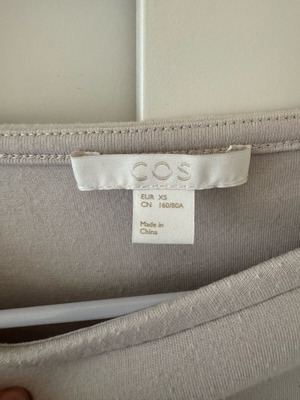 COS
EUR XS
CN 160/80A
Made in
China